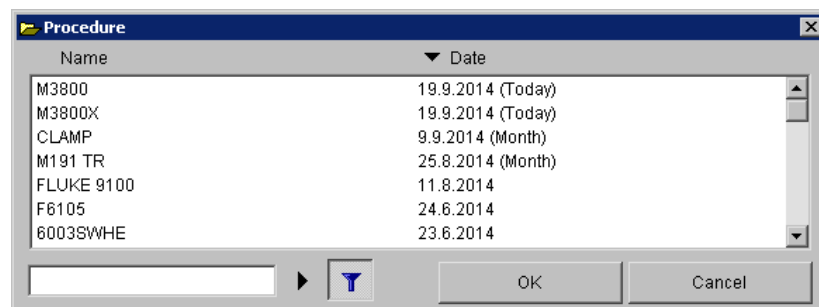 Procedure
Name Date
M3800 19.9.2014 (Today)
M3800X 19.9.2014 (Today)
CLAMP 9.9.2014 (Month)
M191 TR 25.8.2014 (Month)
FLUKE 9100 11.8.2014
F6105 24.6.2014
6003SWHE 23.6.2014
OK Cancel